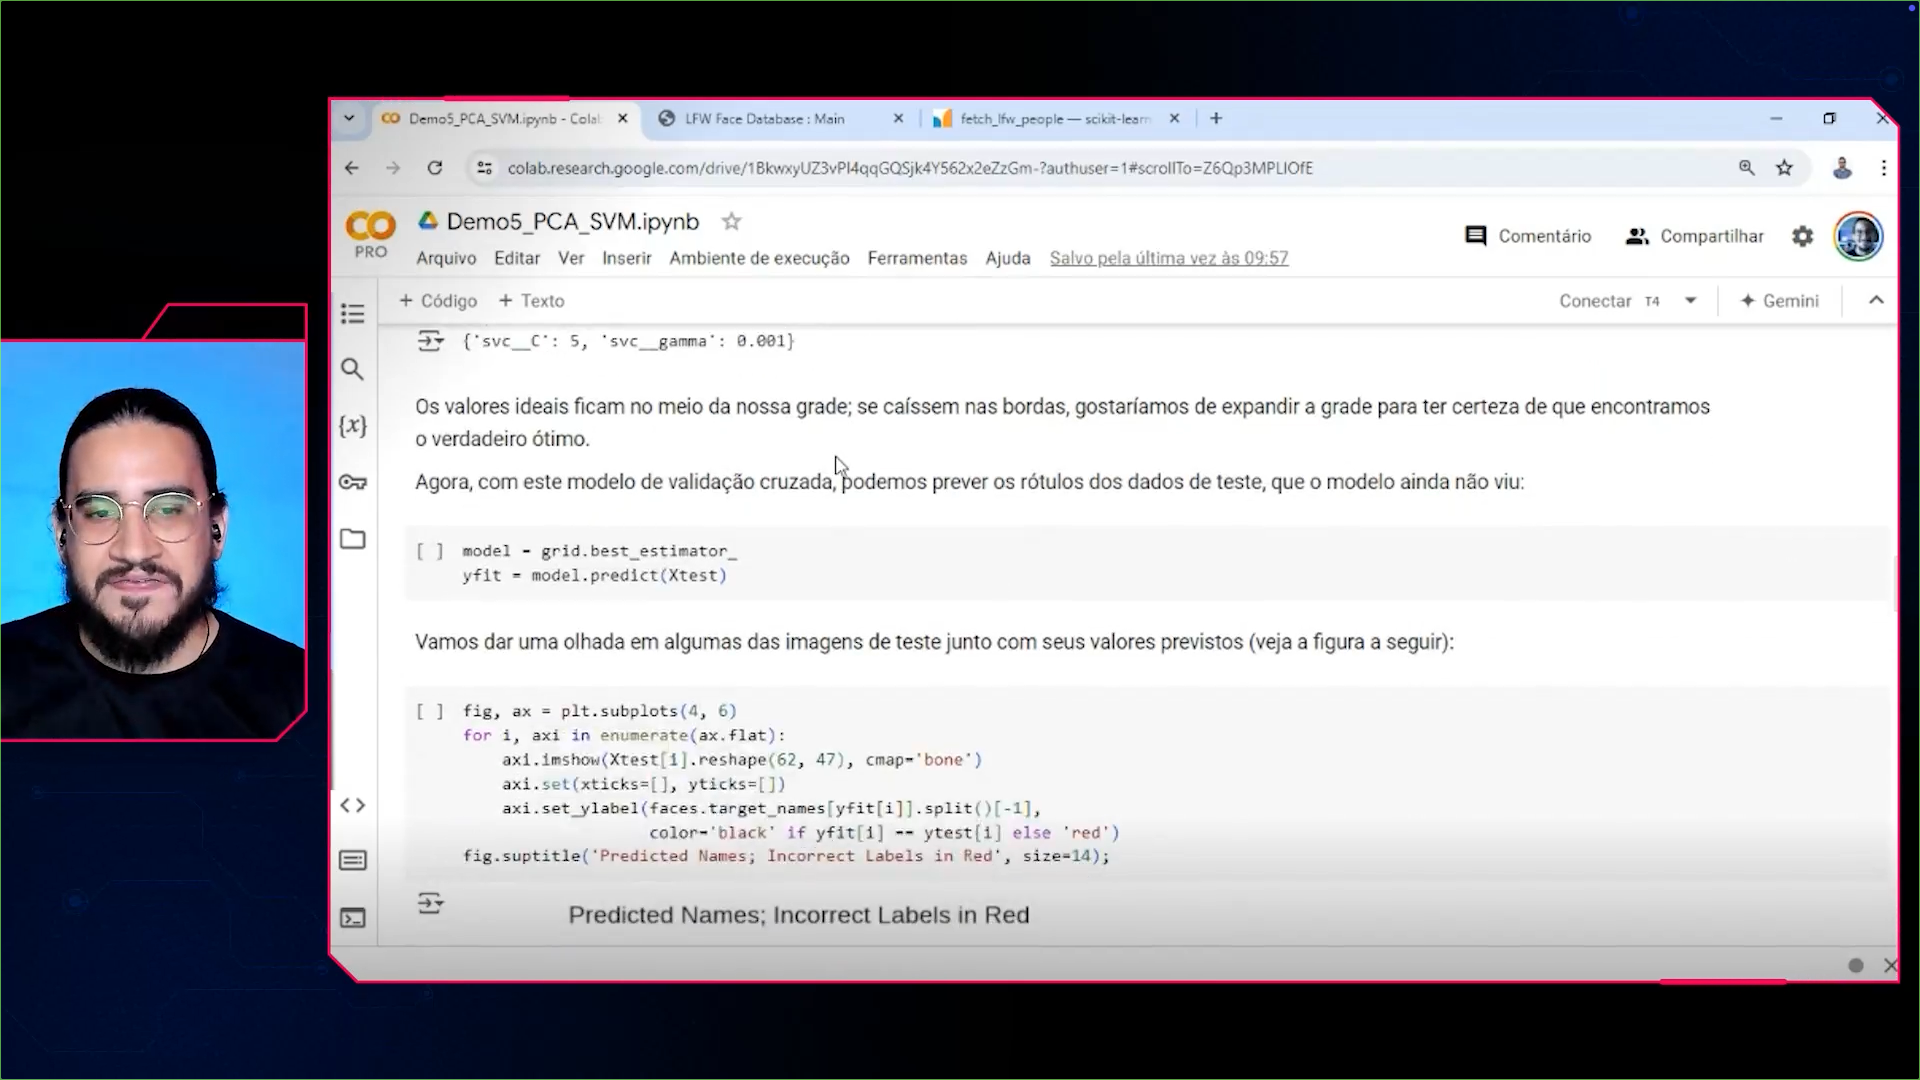 Demo5_PCA_SVM.ipynb - Cola
LFW Face Database : Main
fetch_lfw_people — scikit-learn
colab.research.google.com/drive/1BkwxyUZ3vPI4qqGQSjk4Y562x2eZzGm-?authuser=1#scrollTo=Z6Qp3MPLIOfE
CO
PRO
Demo5_PCA_SVM.ipynb
Comentário
Compartilhar
Arquivo Editar Ver Inserir Ambiente de execução Ferramentas Ajuda Salvo pela última vez às 09:57
+ Código + Texto
Conectar T4
Gemini
{'svc__C': 5, 'svc__gamma': 0.001}
Os valores ideais ficam no meio da nossa grade; se caíssem nas bordas, gostaríamos de expandir a grade para ter certeza de que encontramos
o verdadeiro ótimo.
Agora, com este modelo de validação cruzada, podemos prever os rótulos dos dados de teste, que o modelo ainda não viu:
[ ] model = grid.best_estimator_
yfit = model.predict(Xtest)
Vamos dar uma olhada em algumas das imagens de teste junto com seus valores previstos (veja a figura a seguir):
[ ] fig, ax = plt.subplots(4, 6)
for i, axi in enumerate(ax.flat):
axi.imshow(Xtest[i].reshape(62, 47), cmap='bone')
axi.set(xticks=[], yticks=[])
axi.set_ylabel(faces.target_names[yfit[i]].split()[-1],
color='black' if yfit[i] == ytest[i] else 'red')
fig.suptitle('Predicted Names; Incorrect Labels in Red', size=14);
Predicted Names; Incorrect Labels in Red